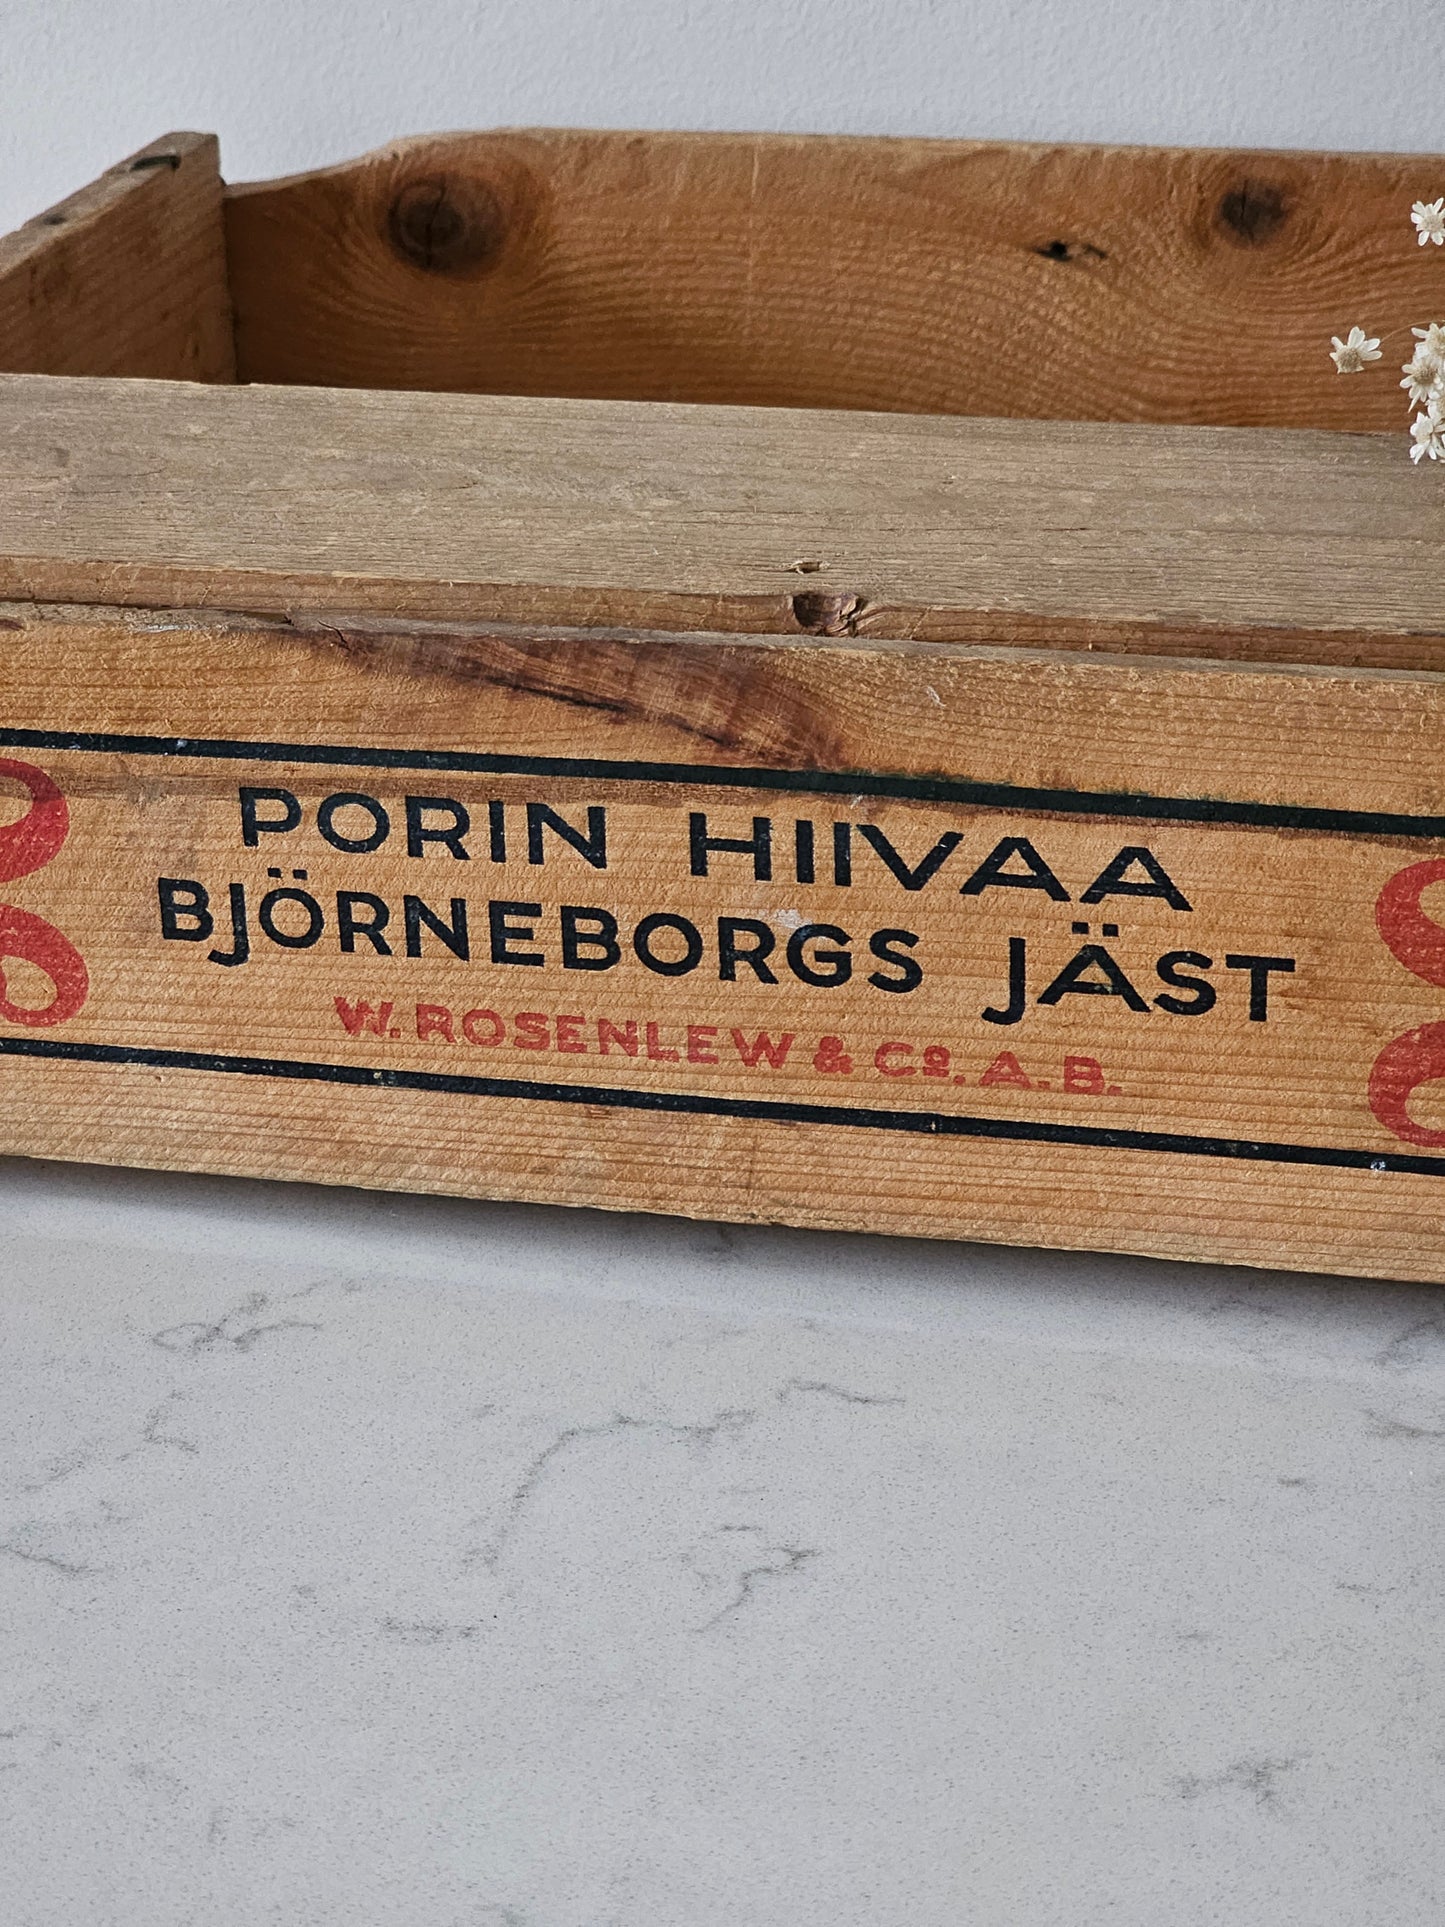 PORIN HIIVAA
BJÖRNEBORGS JÄST
W. ROSENLEW & Co. A.B.